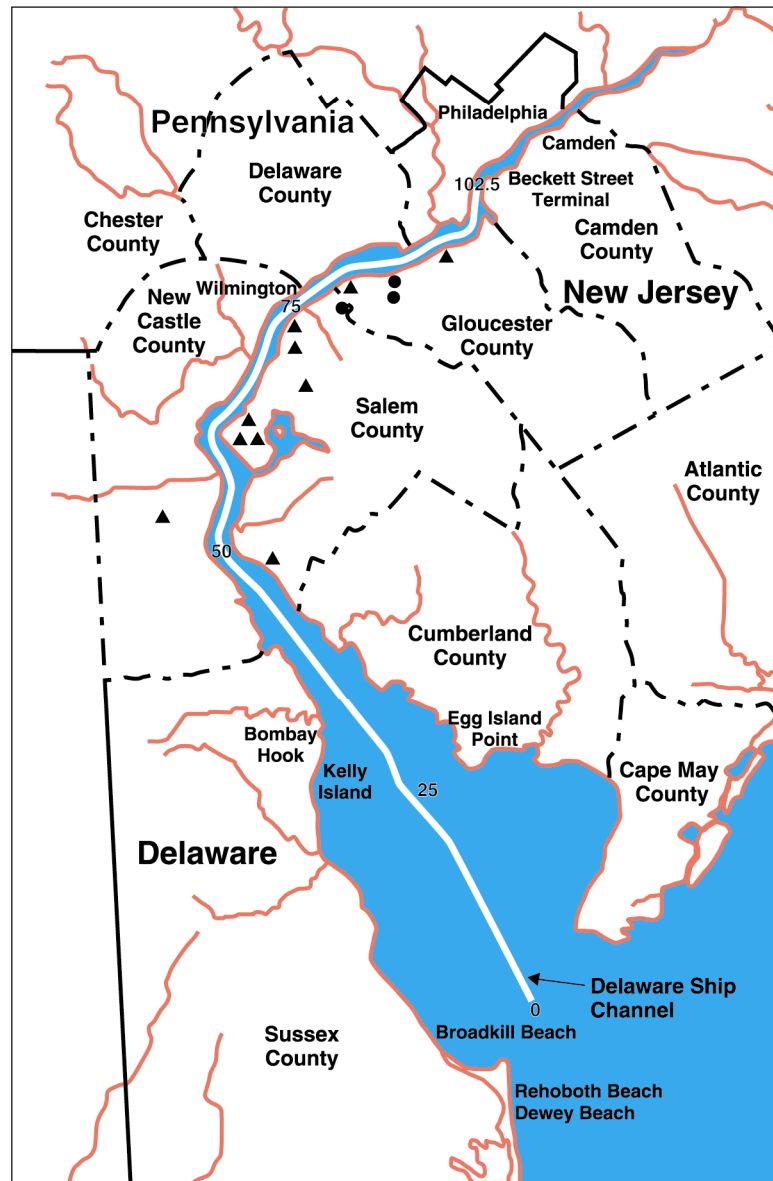 Philadelphia
Pennsylvania
Camden
Delaware
County
102.5
Beckett Street
Terminal
Chester
County
Camden
County
Wilmington
New Jersey
75
New
Castle
County
Gloucester
County
Salem
County
Atlantic
County
50
Cumberland
County
Egg Island
Point
Bombay
Hook
Kelly
Island
25
Cape May
County
Delaware
Delaware Ship
Channel
0
Broadkill Beach
Sussex
County
Rehoboth Beach
Dewey Beach